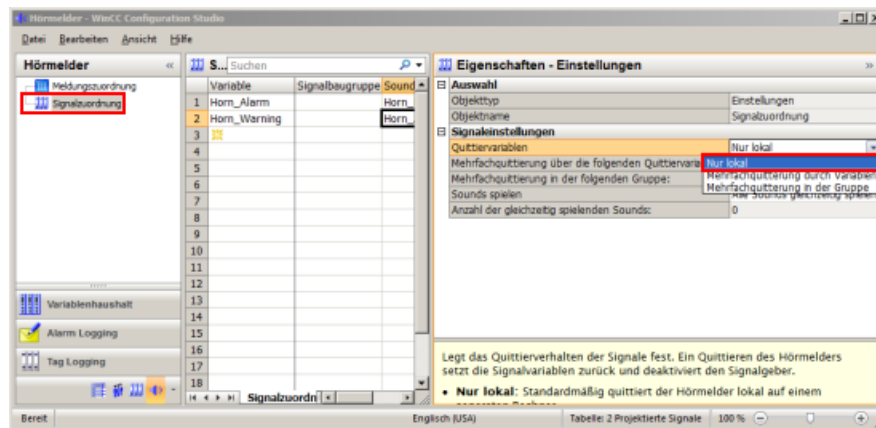 Hörmelder - WinCC Configuration Studio
Datei Bearbeiten Ansicht Hilfe
Hörmelder «
Meldungszuordnung
Signalzuordnung
Variablenhaushalt
Alarm Logging
Tag Logging
S... Suchen
Variable Signalbaugruppe Sound
1 Horn_Alarm Horn_
2 Horn_Warning Horn_
3
4
5
6
7
8
9
10
11
12
13
14
15
16
17
18
Signalzuordn
Eigenschaften - Einstellungen »
Auswahl
Objekttyp Einstellungen
Objektname Signalzuordnung
Signaleinstellungen
Quittiervariablen Nur lokal
Mehrfachquittierung über die folgenden Quittiervaria
Nur lokal
Mehrfachquittierung durch Variablen
Mehrfachquittierung in der Gruppe
Mehrfachquittierung in der folgenden Gruppe:
Sounds spielen Alle Sounds gleichzeitig spielen
Anzahl der gleichzeitig spielenden Sounds: 0
Legt das Quittierverhalten der Signale fest. Ein Quittieren des Hörmelders
setzt die Signalvariablen zurück und deaktiviert den Signalgeber.
• Nur lokal: Standardmäßig quittiert der Hörmelder lokal auf einem
Bereit Englisch (USA) Tabelle: 2 Projektierte Signale 100 %